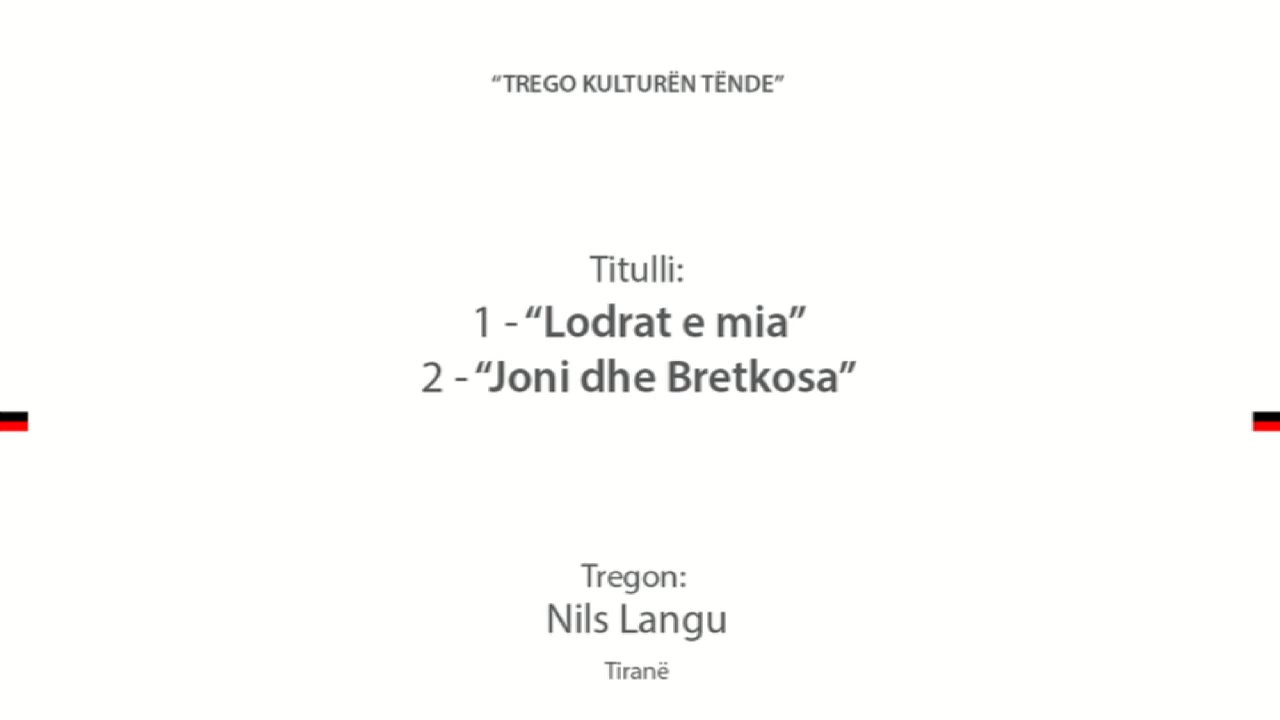 “TREGO KULTURËN TËNDE”
Titulli:
1 - “Lodrat e mia”
2 - “Joni dhe Bretkosa”
Tregon:
Nils Langu
Tiranë